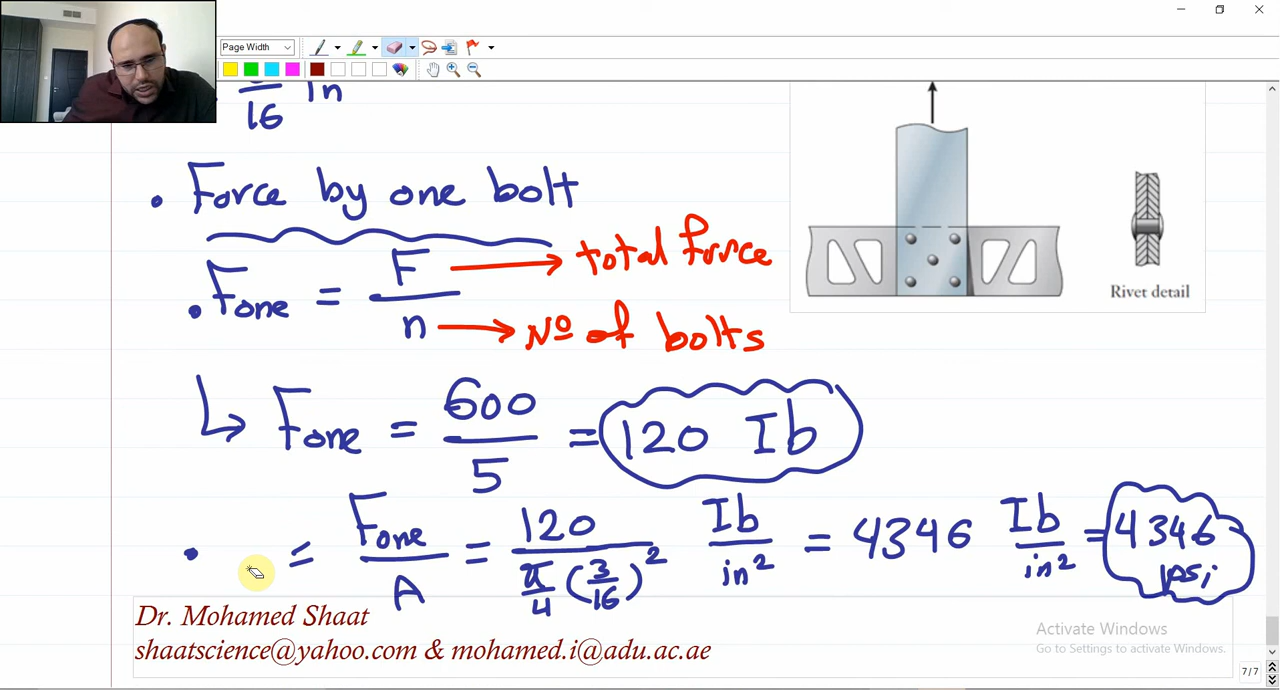 Page Width
16 in
• Force by one bolt
• Fone = F / n
→ total force
→ Nº of bolts
Rivet detail
↳ Fone = 600 / 5 = 120 Ib
• = Fone / A = 120 / π/4 (3/16)² Ib/in² = 4346 Ib/in² = 4346 psi
Dr. Mohamed Shaat
shaatscience@yahoo.com & mohamed.i@adu.ac.ae
Activate Windows
Go to Settings to activate Windows.
7/7